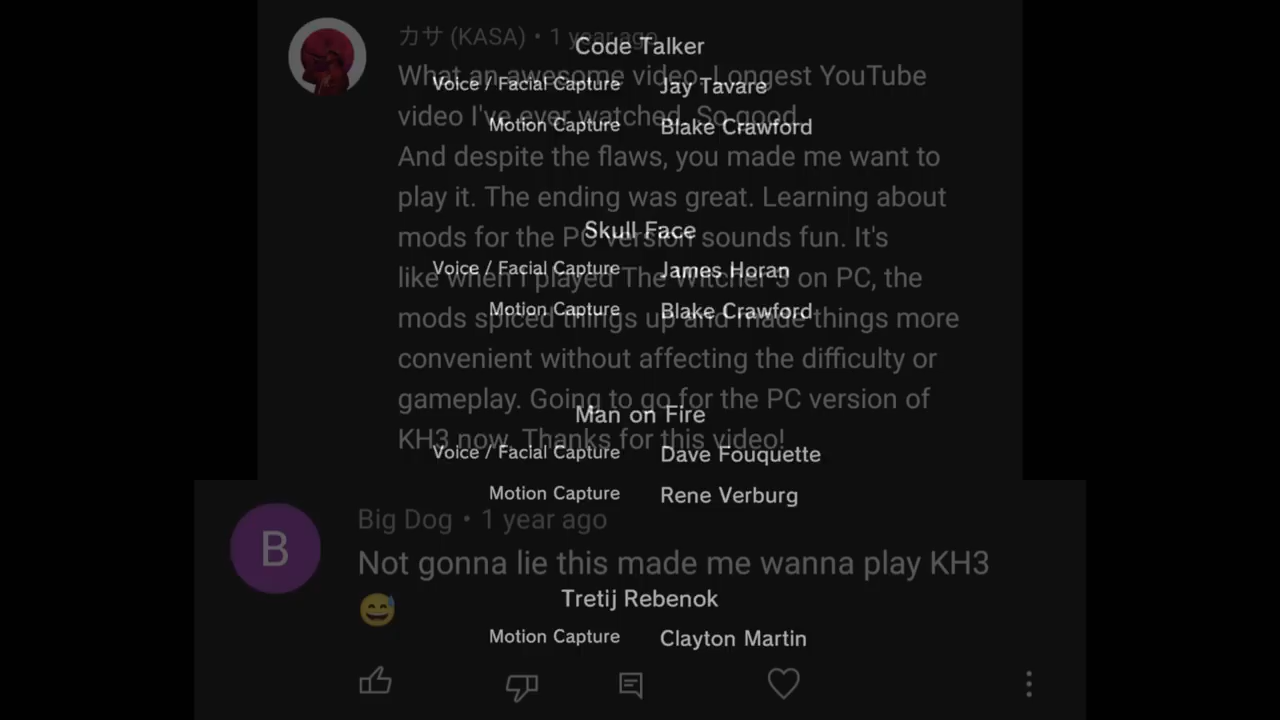 カサ (KASA) • 1 year ago
What an awesome video. Longest YouTube
video I've ever watched. So good.
And despite the flaws, you made me want to
play it. The ending was great. Learning about
mods for the PC version sounds fun. It's
like when I played The Witcher 3 on PC, the
mods spiced things up and made things more
convenient without affecting the difficulty or
gameplay. Going to go for the PC version of
KH3 now. Thanks for this video!
B
Big Dog • 1 year ago
Not gonna lie this made me wanna play KH3
😅
Code Talker
Voice / Facial Capture Jay Tavare
Motion Capture Blake Crawford
Skull Face
Voice / Facial Capture James Horan
Motion Capture Blake Crawford
Man on Fire
Voice / Facial Capture Dave Fouquette
Motion Capture Rene Verburg
Tretij Rebenok
Motion Capture Clayton Martin